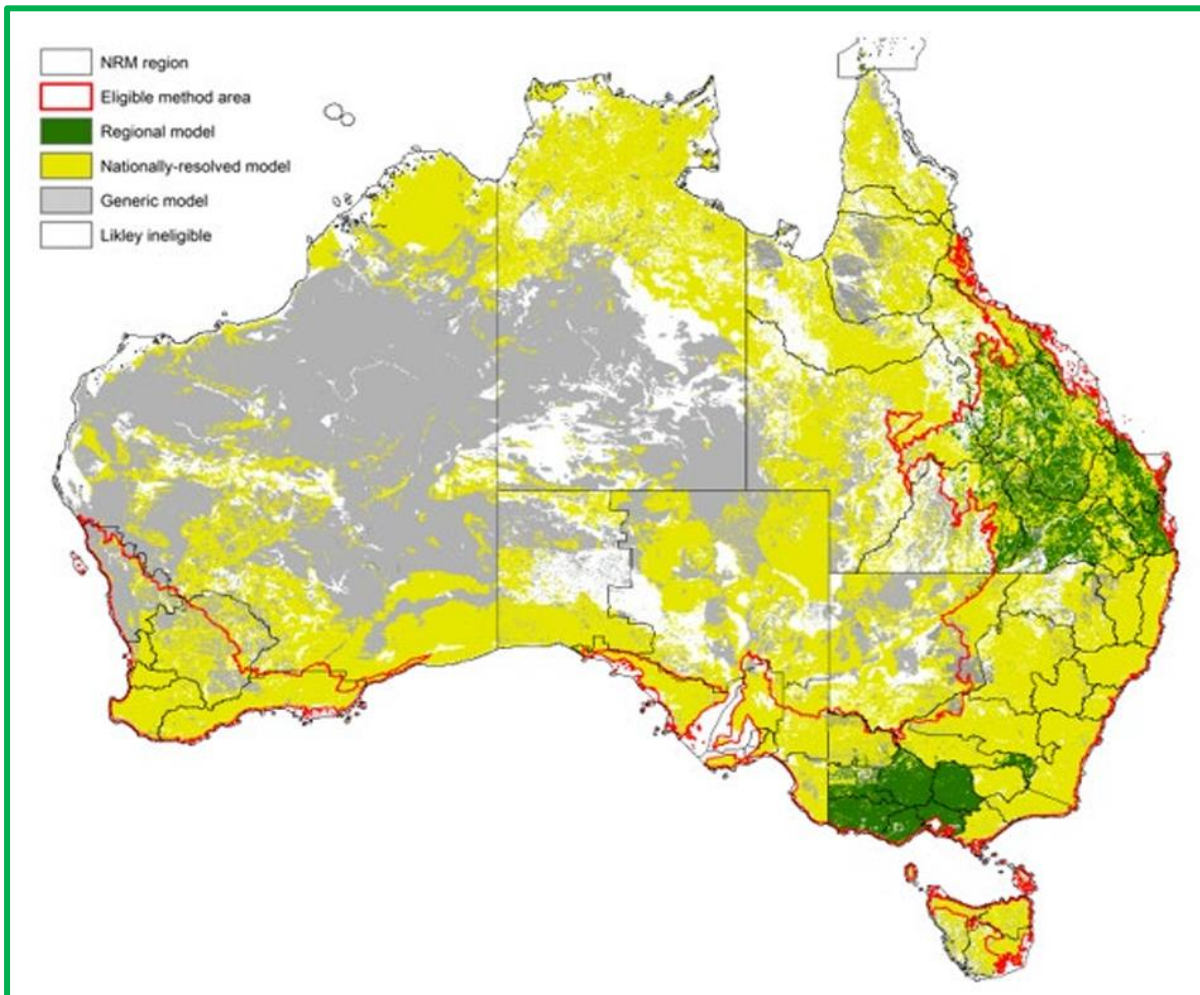 NRM region
Eligible method area
Regional model
Nationally-resolved model
Generic model
Likley ineligible